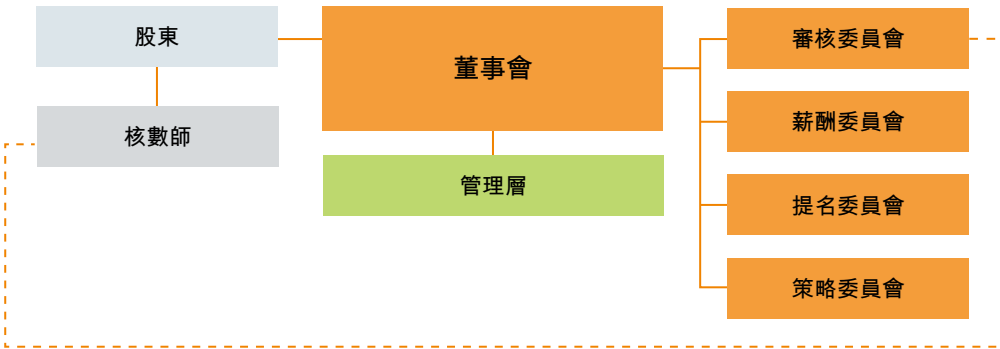 股東
核數師
董事會
管理層
審核委員會
薪酬委員會
提名委員會
策略委員會